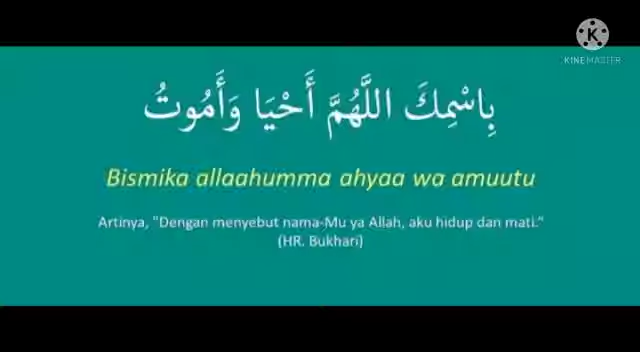 K
KINEMASTER
بِاسْمِكَ اللَّهُمَّ أَحْيَا وَأَمُوتُ
Bismika allaahumma ahyaa wa amuutu
Artinya, "Dengan menyebut nama-Mu ya Allah, aku hidup dan mati."
(HR. Bukhari)